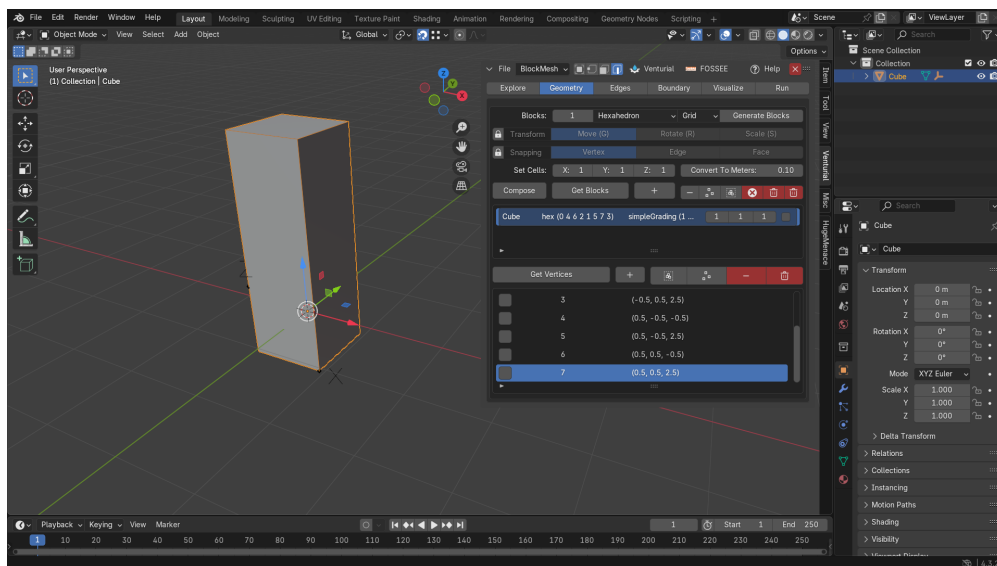 File Edit Render Window Help Layout Modeling Sculpting UV Editing Texture Paint Shading Animation Rendering Compositing Geometry Nodes Scripting + Scene ViewLayer
Object Mode View Select Add Object Global Search
Options
User Perspective
(1) Collection | Cube
File BlockMesh Venturial FOSSEE Help
Explore Geometry Edges Boundary Visualize Run
Blocks: 1 Hexahedron Grid Generate Blocks
Transform Move (G) Rotate (R) Scale (S)
Snapping Vertex Edge Face
Set Cells: X: 1 Y: 1 Z: 1 Convert To Meters: 0.10
Compose Get Blocks +
Cube hex (0 4 6 2 1 5 7 3) simpleGrading (1 ... 1 1 1
Get Vertices +
3 (-0.5, 0.5, 2.5)
4 (0.5, -0.5, -0.5)
5 (0.5, -0.5, 2.5)
6 (0.5, 0.5, -0.5)
7 (0.5, 0.5, 2.5)
Item
Tool
View
Venturial
Misc
HugeMenace
Z
Y
X
X
Scene Collection
Collection
Cube
Search
Cube
Cube
Transform
Location X 0 m
Y 0 m
Z 0 m
Rotation X 0°
Y 0°
Z 0°
Mode XYZ Euler
Scale X 1.000
Y 1.000
Z 1.000
Delta Transform
Relations
Collections
Instancing
Motion Paths
Shading
Visibility
Viewport Display
Playback Keying View Marker 1 Start 1 End 250
1 10 20 30 40 50 60 70 80 90 100 110 120 130 140 150 160 170 180 190 200 210 220 230 240 250